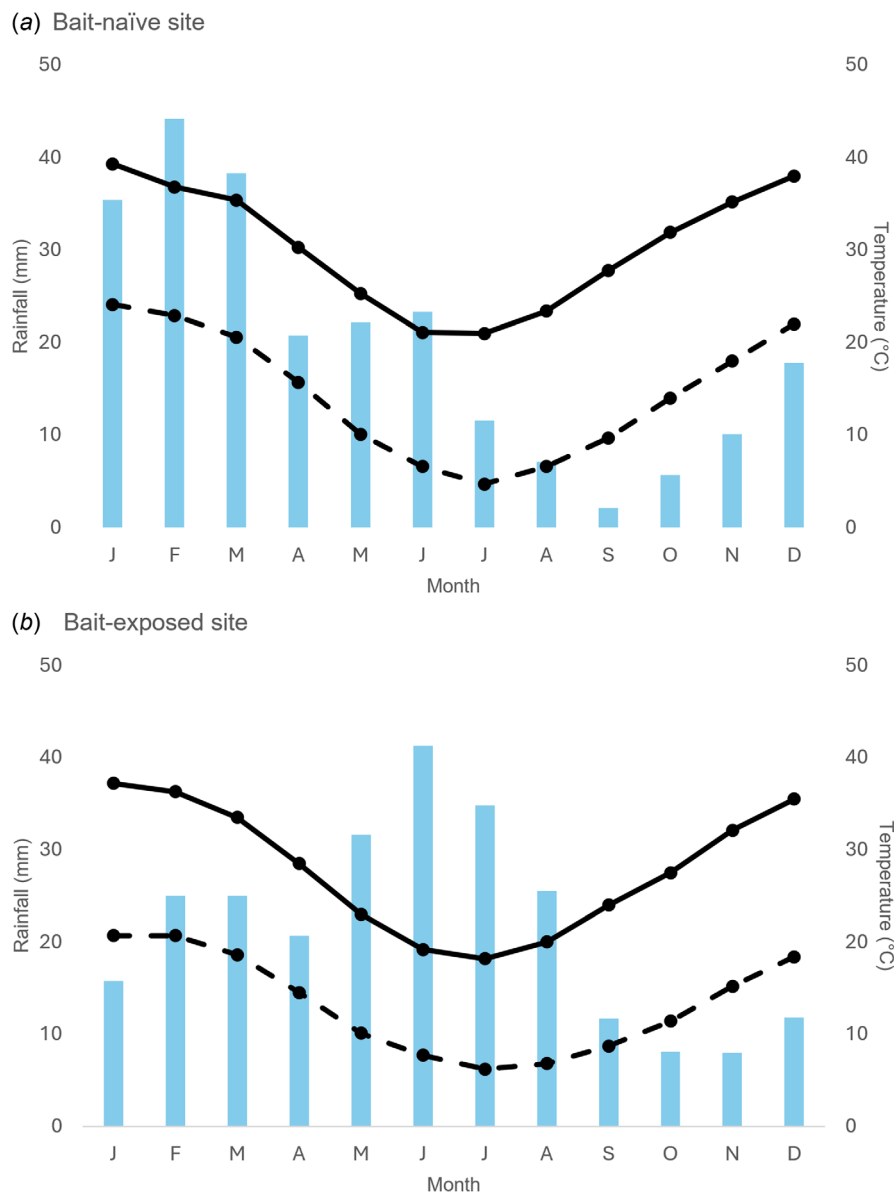 (a) Bait-naïve site
50 50
40 40
30 30
20 20
10 10
0 0
Rainfall (mm)
Temperature (°C)
J F M A M J J A S O N D
Month
(b) Bait-exposed site
50 50
40 40
30 30
20 20
10 10
0 0
Rainfall (mm)
Temperature (°C)
J F M A M J J A S O N D
Month